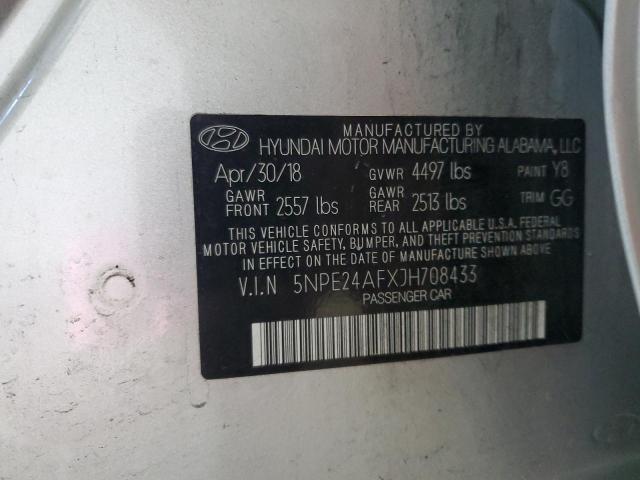 MANUFACTURED BY
HYUNDAI MOTOR MANUFACTURING ALABAMA, LLC
Apr/30/18 GVWR 4497 lbs PAINT Y8
GAWR FRONT 2557 lbs GAWR REAR 2513 lbs TRIM GG
THIS VEHICLE CONFORMS TO ALL APPLICABLE U.S.A. FEDERAL
MOTOR VEHICLE SAFETY, BUMPER, AND THEFT PREVENTION STANDARDS
IN EFFECT ON THE DATE OF MANUFACTURE SHOWN ABOVE.
V.I.N 5NPE24AFXJH708433
PASSENGER CAR